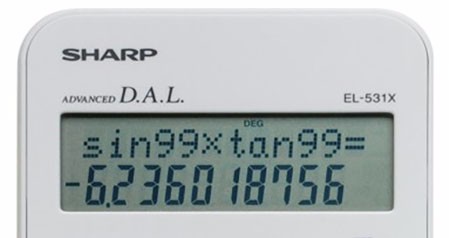 SHARP
ADVANCED D.A.L. EL-531X
DEG
sin99×tan99=
-6.236018756